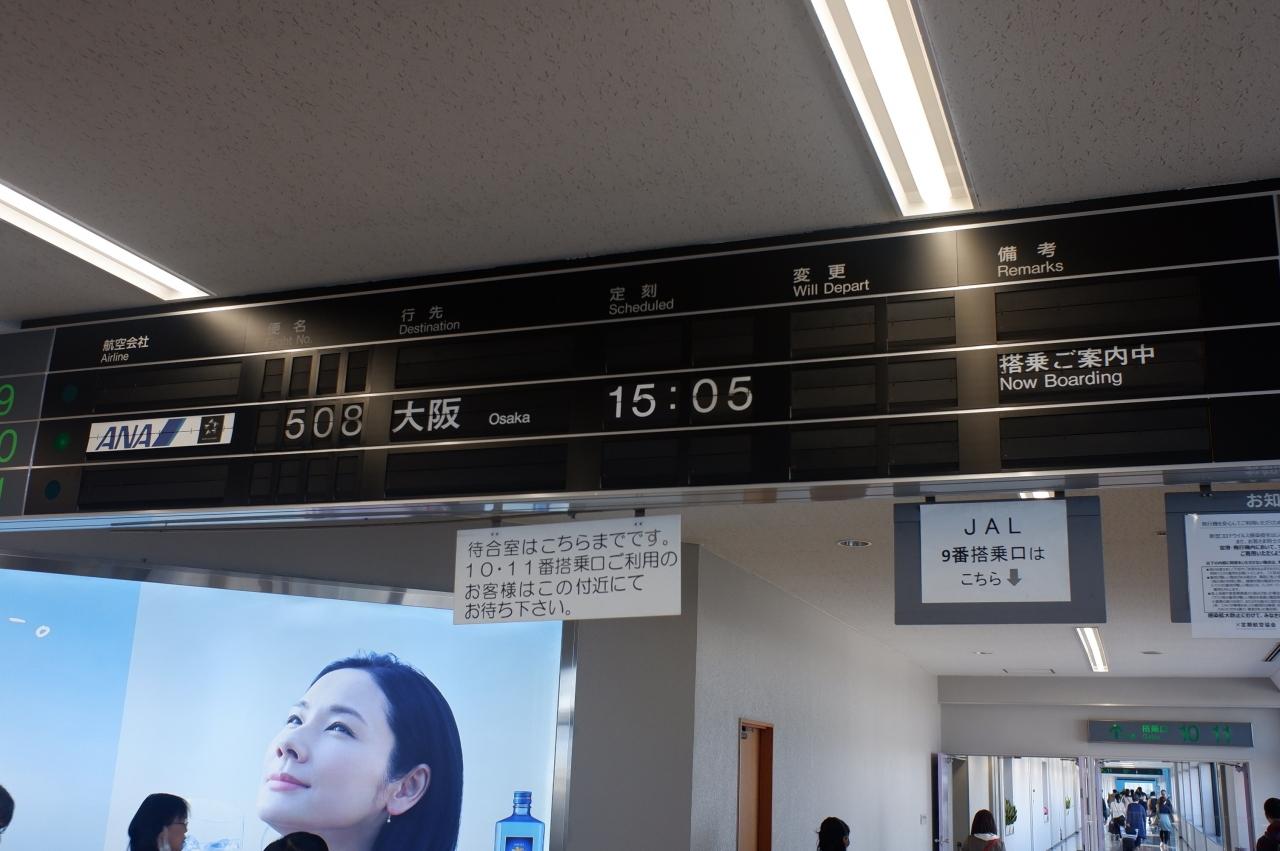 航空会社 便名 行先 定刻 変更 備考
Airline Flight No. Destination Scheduled Will Depart Remarks
9
ANA 508 大阪 Osaka 15:05 搭乗ご案内中
Now Boarding
待合室はこちらまでです。
10・11番搭乗口ご利用の
お客様はこの付近にて
お待ち下さい。
JAL
9番搭乗口は
こちら⬇
お知
搭乗口 10 11